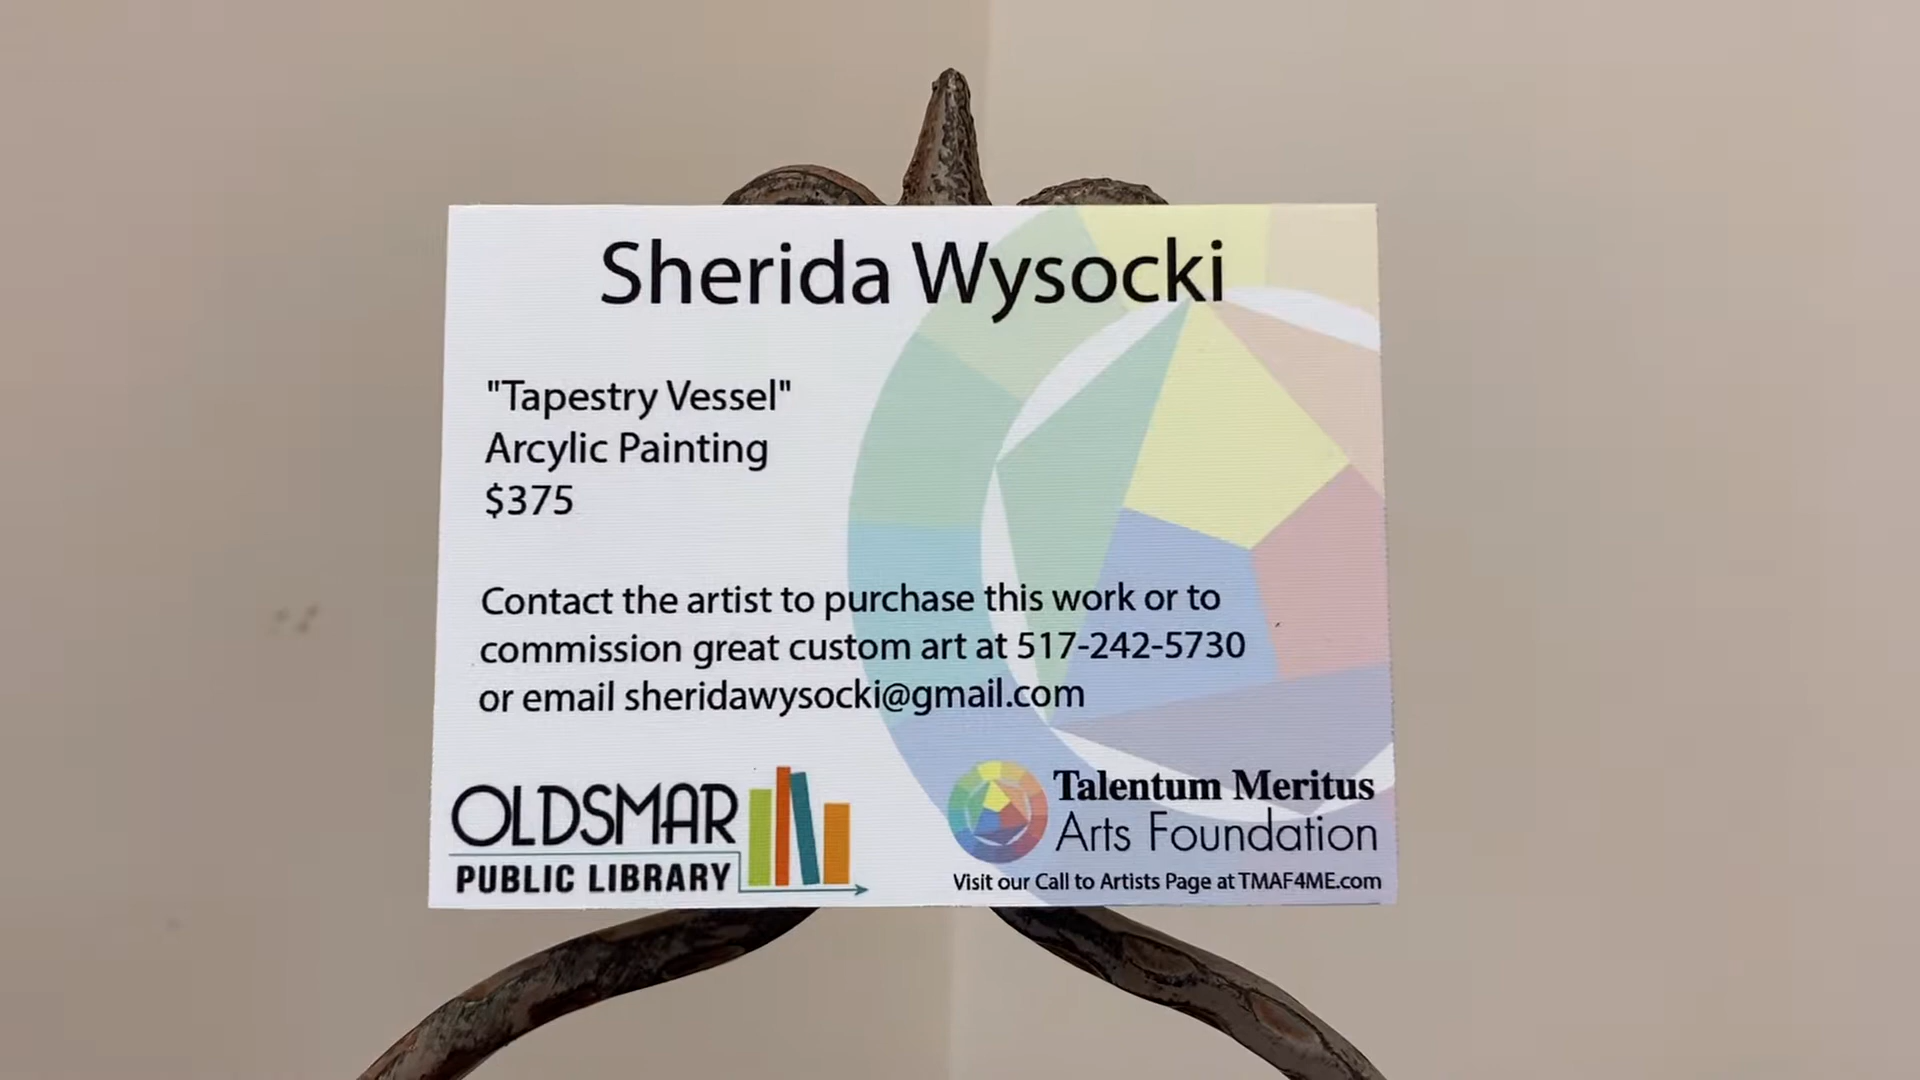 Sherida Wysocki
"Tapestry Vessel"
Arcylic Painting
$375
Contact the artist to purchase this work or to
commission great custom art at 517-242-5730
or email sheridawysocki@gmail.com
OLDSMAR
PUBLIC LIBRARY
Talentum Meritus
Arts Foundation
Visit our Call to Artists Page at TMAF4ME.com